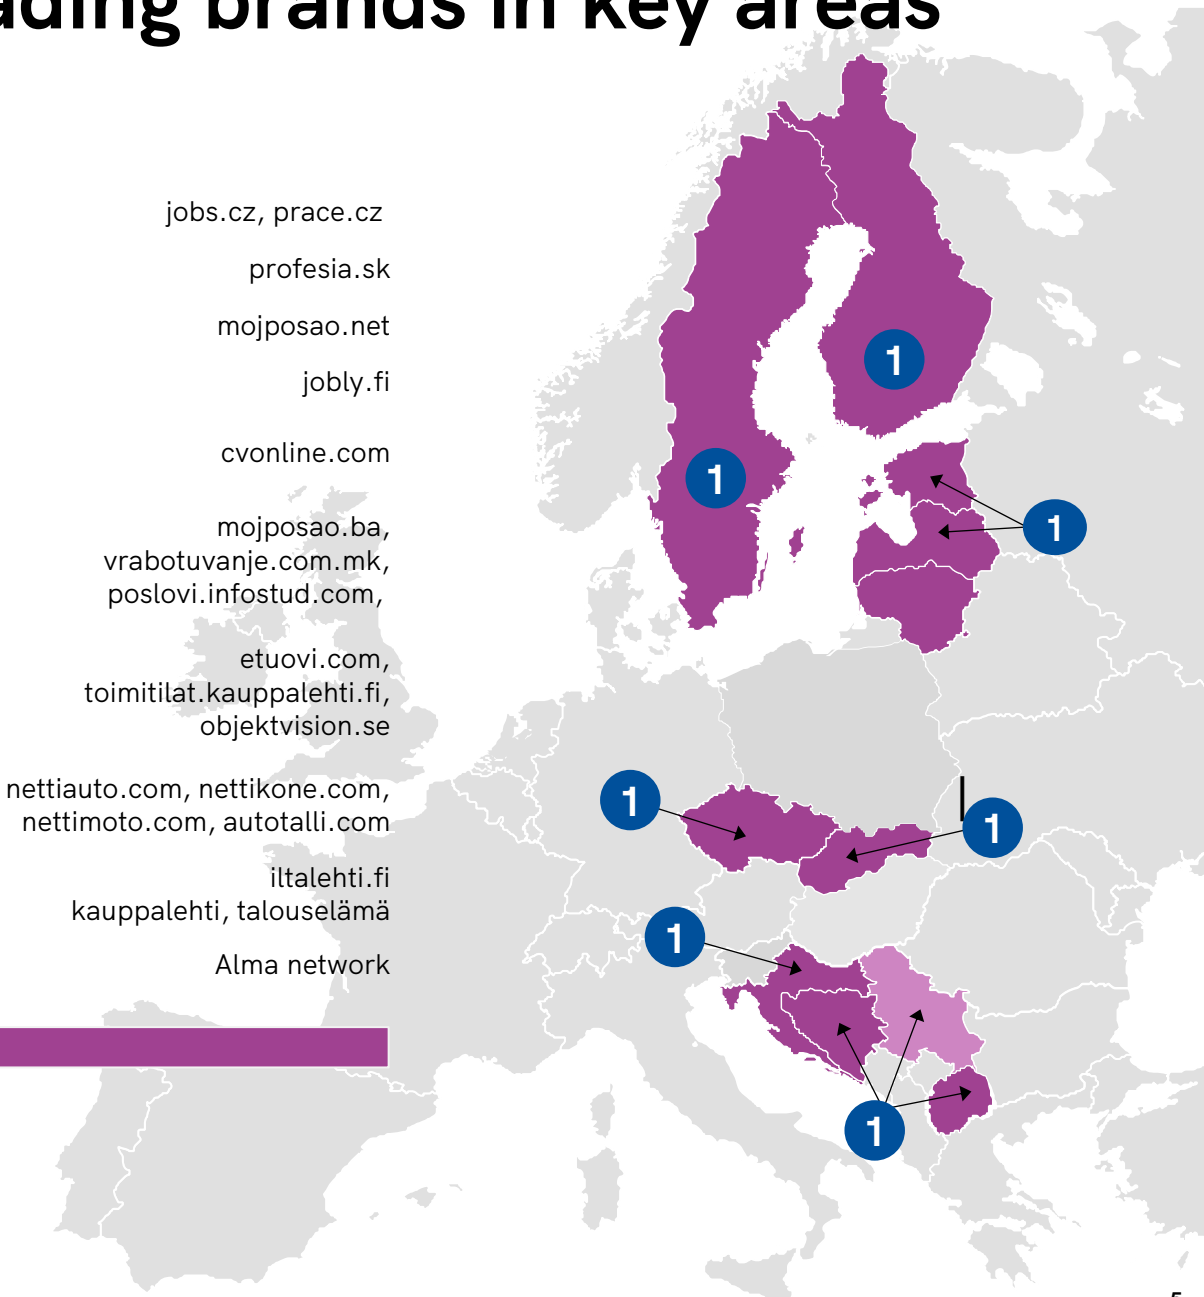 ading brands in key areas
jobs.cz, prace.cz
profesia.sk
mojposao.net
jobly.fi
cvonline.com
mojposao.ba,
vrabotuvanje.com.mk,
poslovi.infostud.com,
etuovi.com,
toimitilat.kauppalehti.fi,
objektvision.se
nettiauto.com, nettikone.com,
nettimoto.com, autotalli.com
iltalehti.fi
kauppalehti, talouselämä
Alma network
1
1
1
1
1
1
1